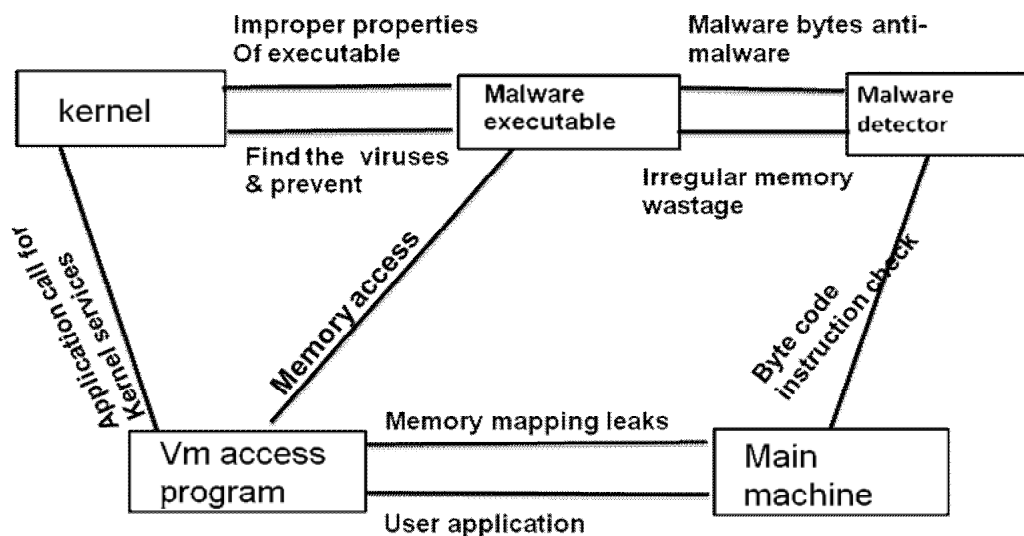 Improper properties
Of executable
Malware bytes anti-
malware
kernel
Malware
executable
Malware
detector
Find the viruses
& prevent
Irregular memory
wastage
Application call for
Kernel services
Memory access
Byte code
instruction check
Memory mapping leaks
Vm access
program
Main
machine
User application